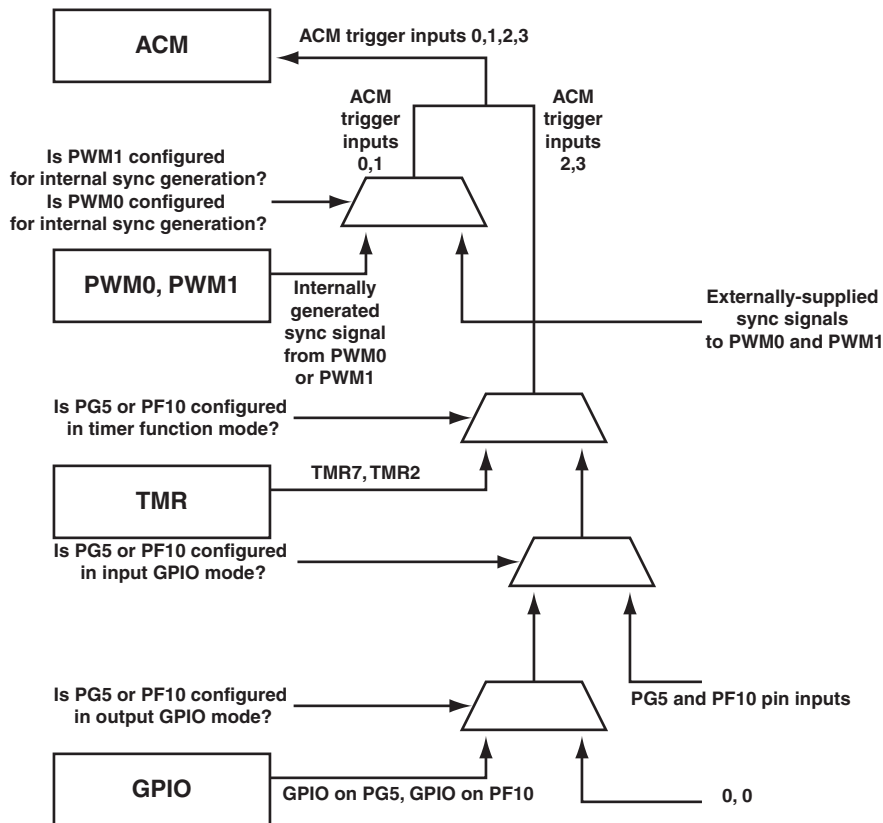 ACM
ACM trigger inputs 0,1,2,3
ACM
trigger
inputs
0,1
ACM
trigger
inputs
2,3
Is PWM1 configured
for internal sync generation?
Is PWM0 configured
for internal sync generation?
PWM0, PWM1
Internally
generated
sync signal
from PWM0
or PWM1
Externally-supplied
sync signals
to PWM0 and PWM1
Is PG5 or PF10 configured
in timer function mode?
TMR
TMR7, TMR2
Is PG5 or PF10 configured
in input GPIO mode?
PG5 and PF10 pin inputs
Is PG5 or PF10 configured
in output GPIO mode?
GPIO
GPIO on PG5, GPIO on PF10
0, 0